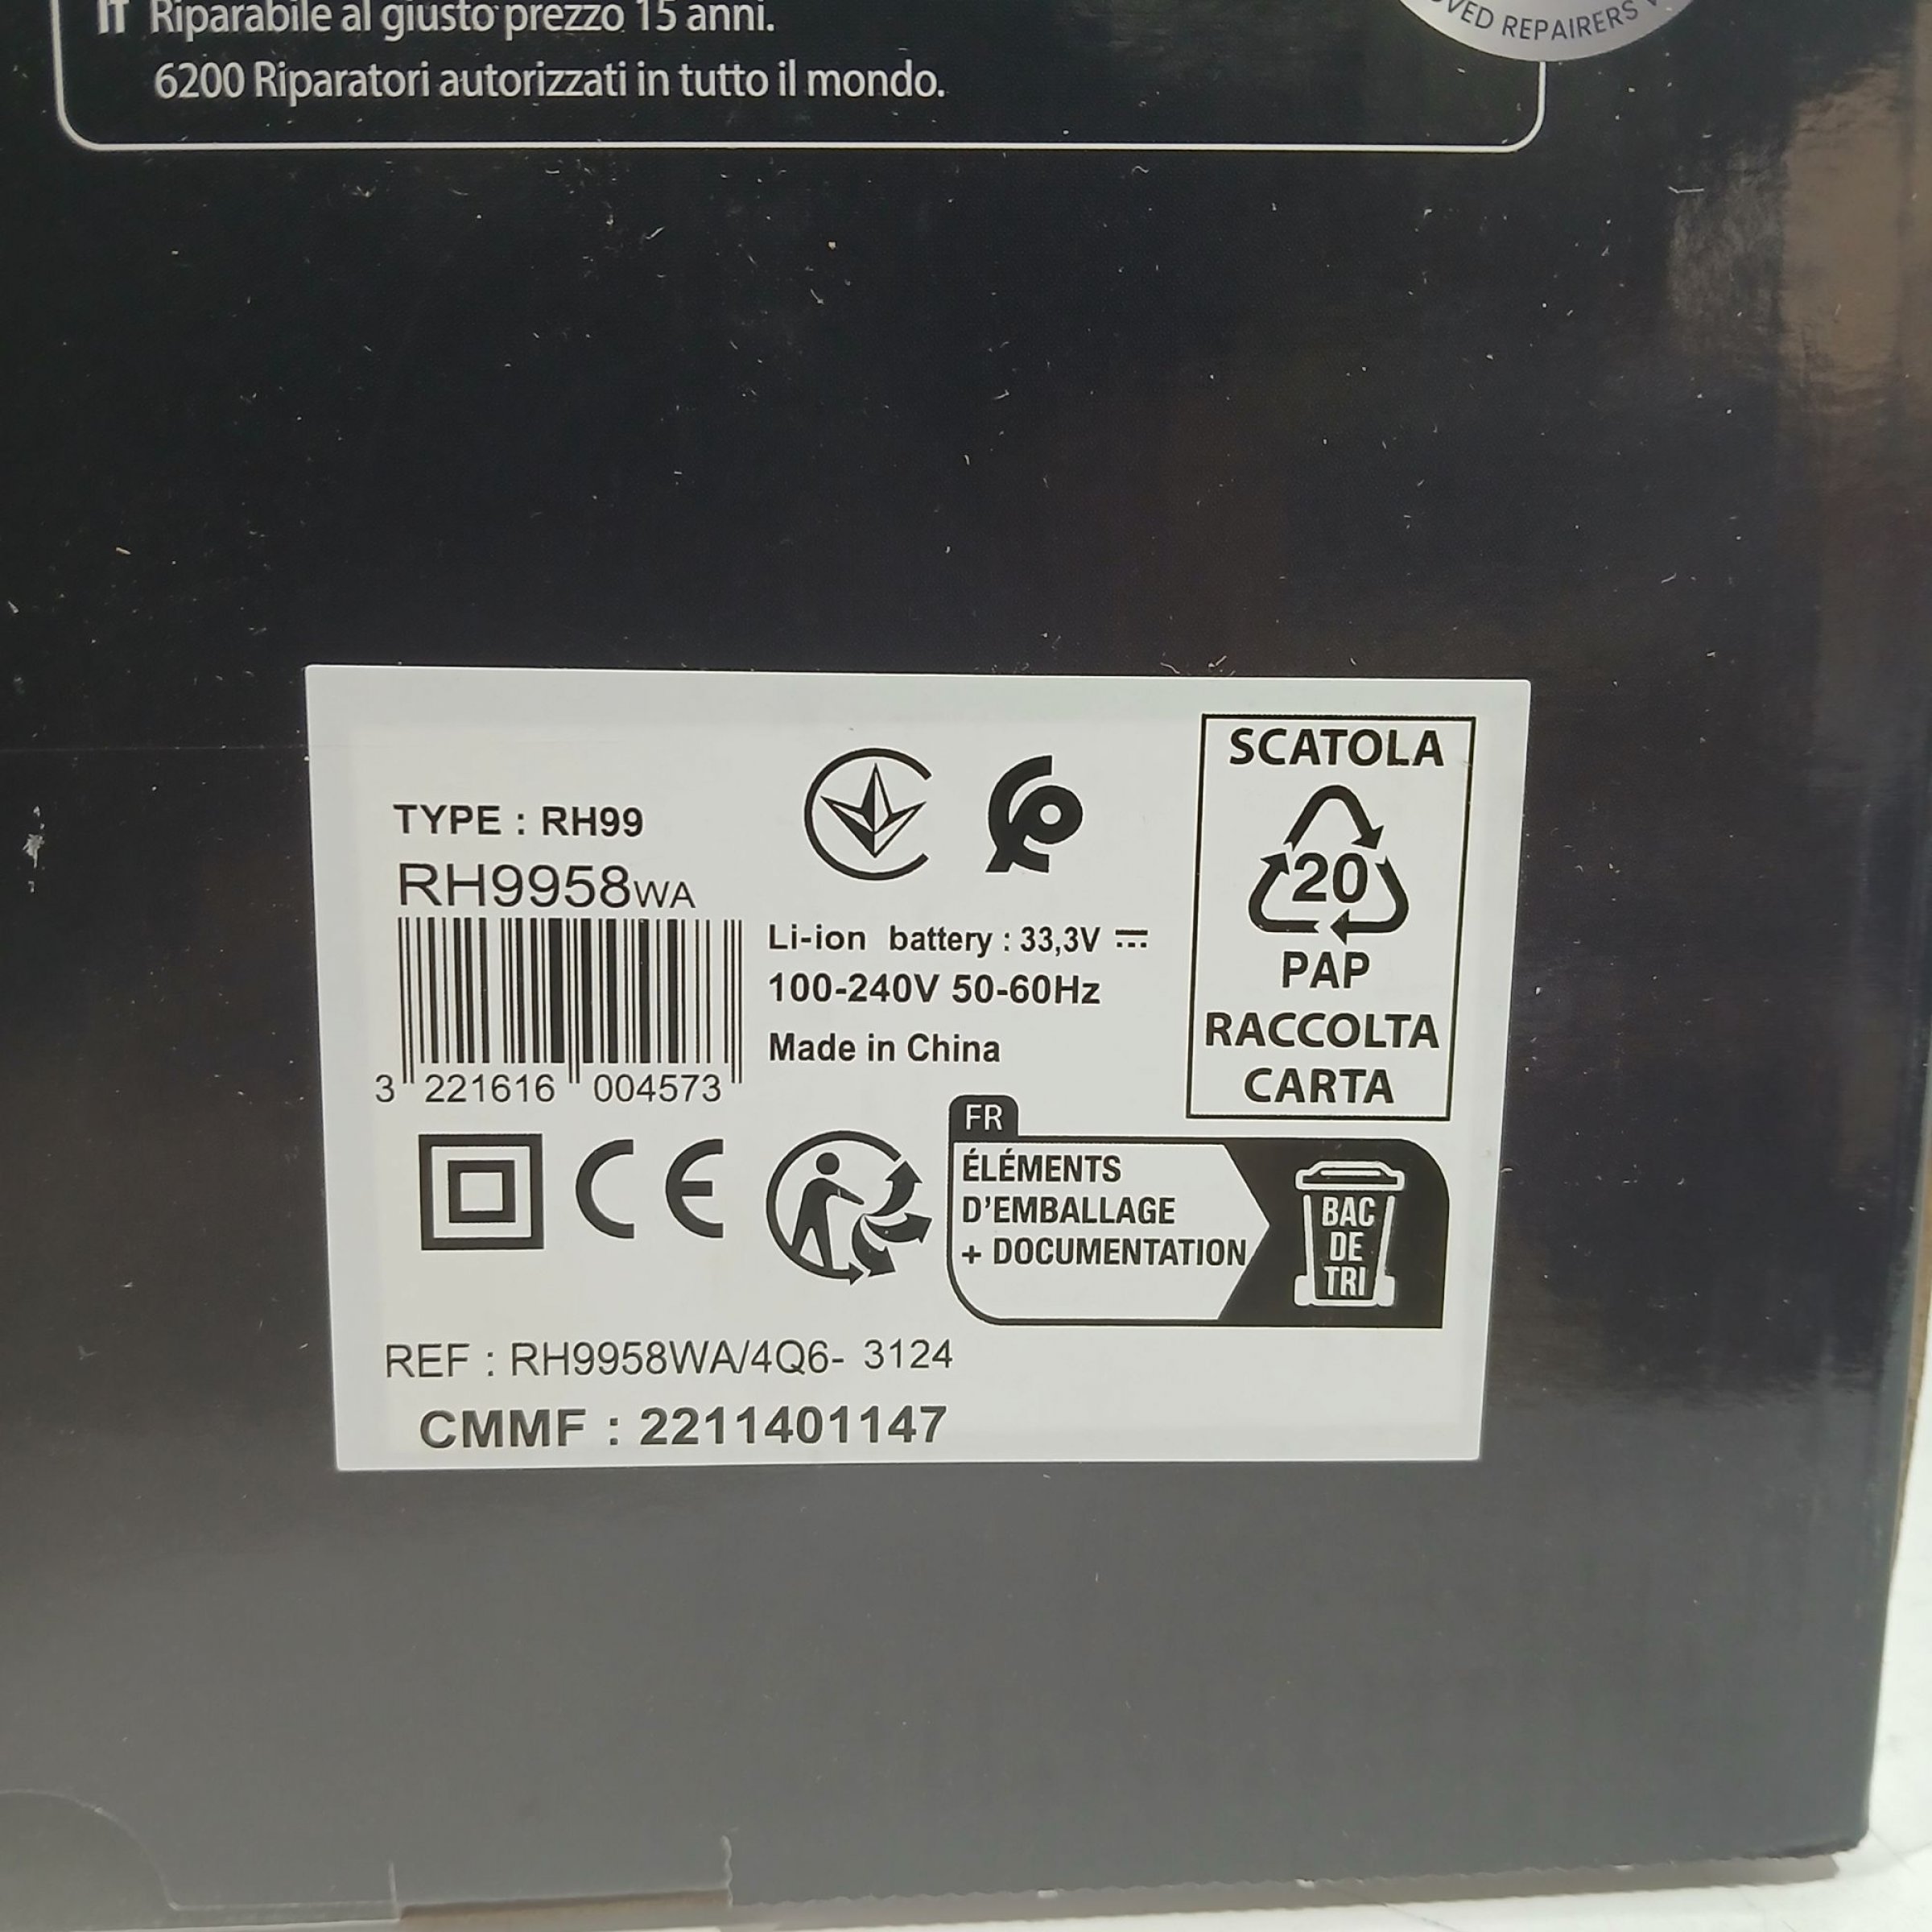 IT Riparabile al giusto prezzo 15 anni.
6200 Riparatori autorizzati in tutto il mondo.
REPAIRERS
TYPE : RH99
RH9958WA
3 221616 004573
Li-ion battery : 33,3V
100-240V 50-60Hz
Made in China
SCATOLA
20
PAP
RACCOLTA
CARTA
CE
FR
ÉLÉMENTS
D'EMBALLAGE
+ DOCUMENTATION
BAC
DE
TRI
REF : RH9958WA/4Q6- 3124
CMMF : 2211401147